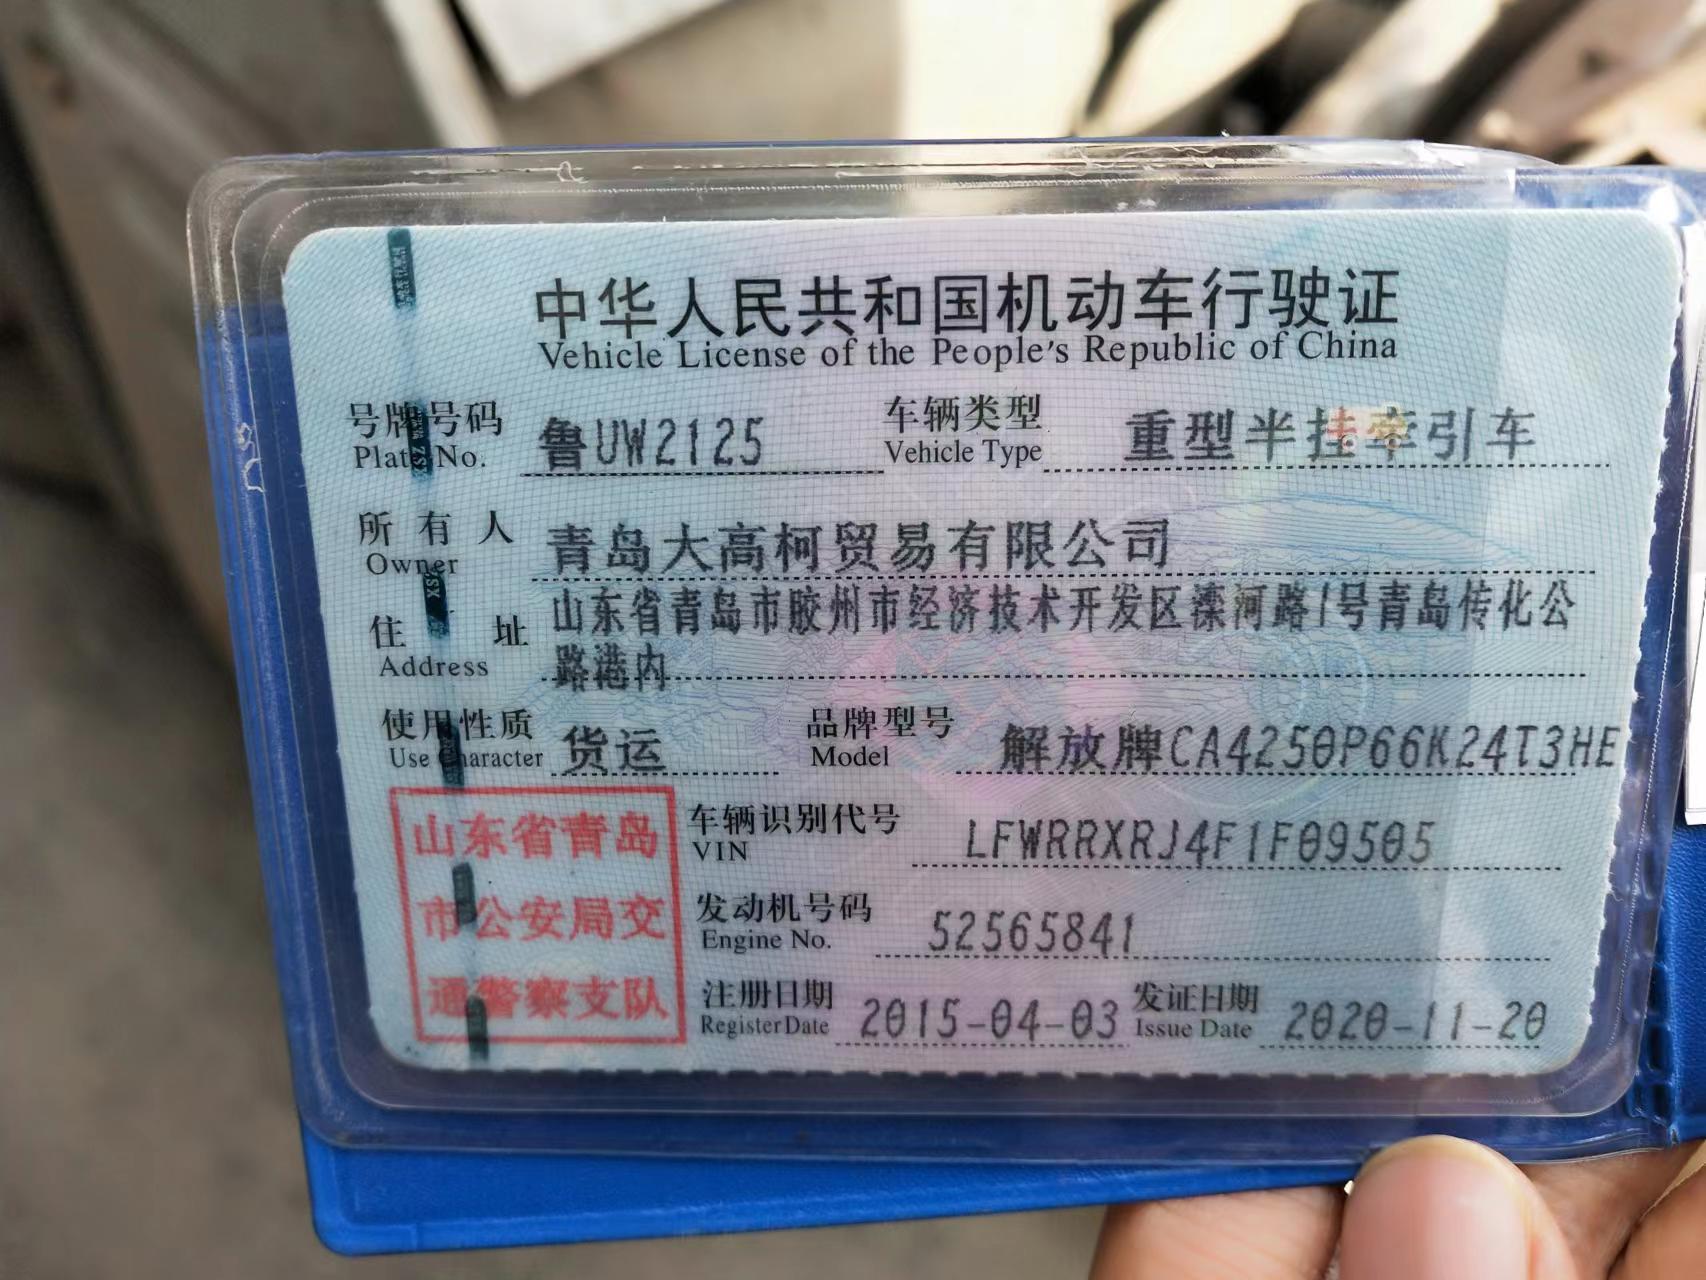 中华人民共和国机动车行驶证
Vehicle License of the People's Republic of China
号牌号码 鲁UW2125 车辆类型 重型半挂牵引车
Plate No. Vehicle Type
所有人 青岛大高柯贸易有限公司
Owner
住址 山东省青岛市胶州市经济技术开发区滦河路1号青岛传化公
Address 路港内
使用性质 货运 品牌型号 解放牌CA4250P66K24T3HE
Use Character Model
车辆识别代号 LFWRRXRJ4F1F09505
VIN
发动机号码 52565841
Engine No.
注册日期 2015-04-03 发证日期 2020-11-20
Register Date Issue Date
山东省青岛
市公安局交
通警察支队